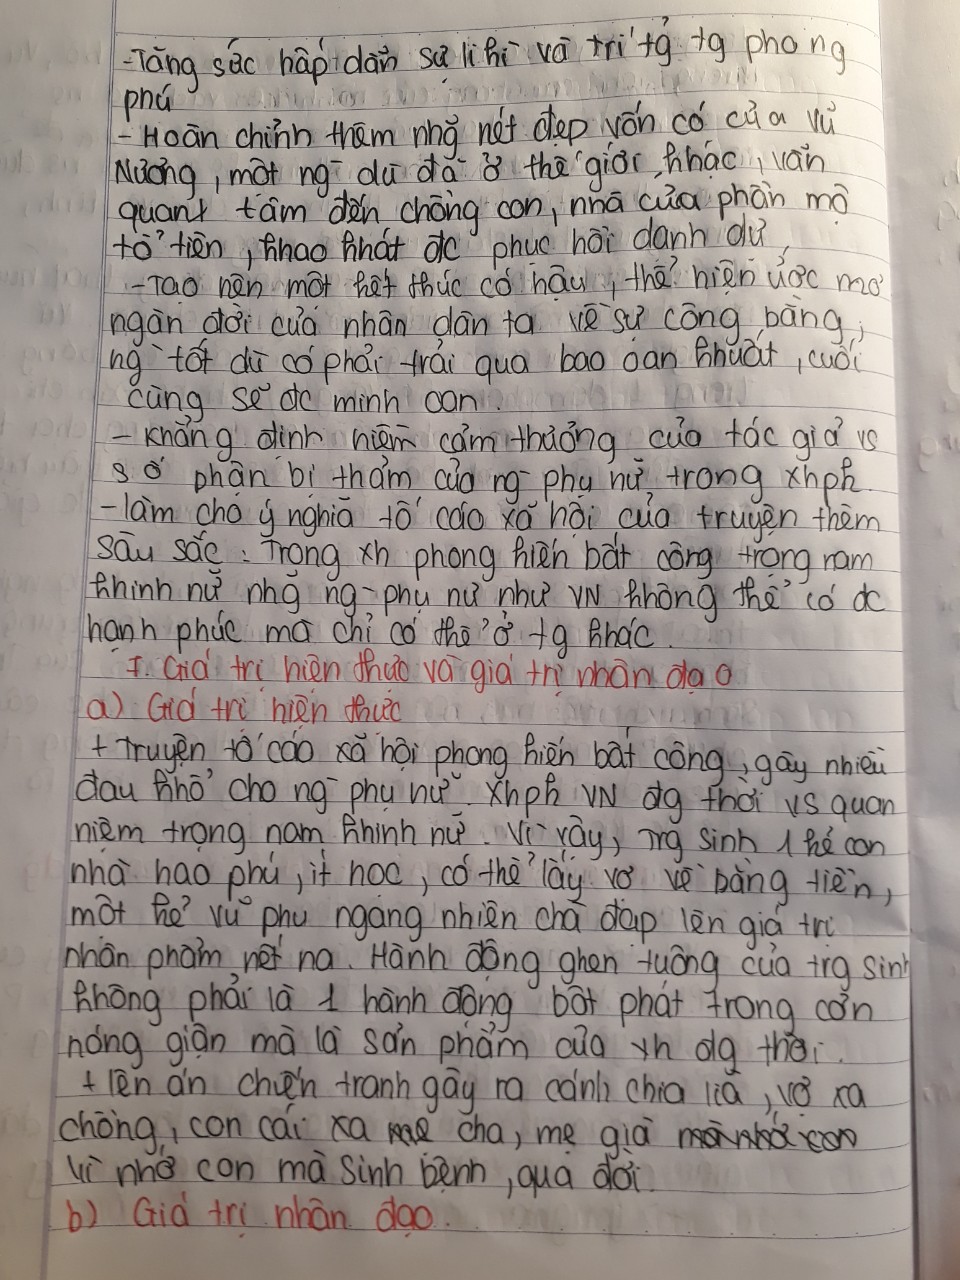 -Tăng sức hấp dẫn sự li kì và trí tg tg phong
phú
- Hoàn chỉnh thêm nhg nét đẹp vốn có của Vũ
Nương, một ng dù đã ở thế giới khác, vẫn
quan tâm đến chồng con, nhà cửa phần mộ
tổ tiên, khao khát đc phục hồi danh dự,
-Tạo nên một kết thúc có hậu, thể hiện ước mơ
ngàn đời của nhân dân ta về sự công bằng,
ng tốt dù có phải trải qua bao oan khuất, cuối
cùng sẽ đc minh oan.
- Khẳng định niềm cảm thương của tác giả vs
số phận bi thảm của ng phụ nữ trong xhpk
- làm cho ý nghĩa tố cáo xã hội của truyện thêm
sâu sắc: Trong xh phong kiến bất công trọng nam
khinh nữ nhg ng phụ nữ như VN không thể có đc
hạnh phúc mà chỉ có thể ở tg khác.
I. Giá trị hiện thực và giá trị nhân đạo
a) Giá trị hiện thực
+ Truyện tố cáo xã hội phong kiến bất công, gây nhiều
đau khổ cho ng phụ nữ. Xhpk VN đg thời vs quan
niệm trọng nam khinh nữ. Vì vậy, Trg Sinh 1 kẻ con
nhà hào phú, ít học, có thể lấy vợ về bằng tiền,
một kẻ vũ phu ngang nhiên chà đạp lên giá trị
nhân phẩm nết na. Hành động ghen tuông của trg sinh
không phải là 1 hành động bột phát trong cơn
nóng giận mà là sản phẩm của xh đg thời.
+ lên án chiến tranh gây ra cảnh chia lìa, vợ xa
chồng, con cái xa cha, mẹ già
vì nhớ con mà sinh bệnh, qua đời.
b) Giá trị nhân đạo.